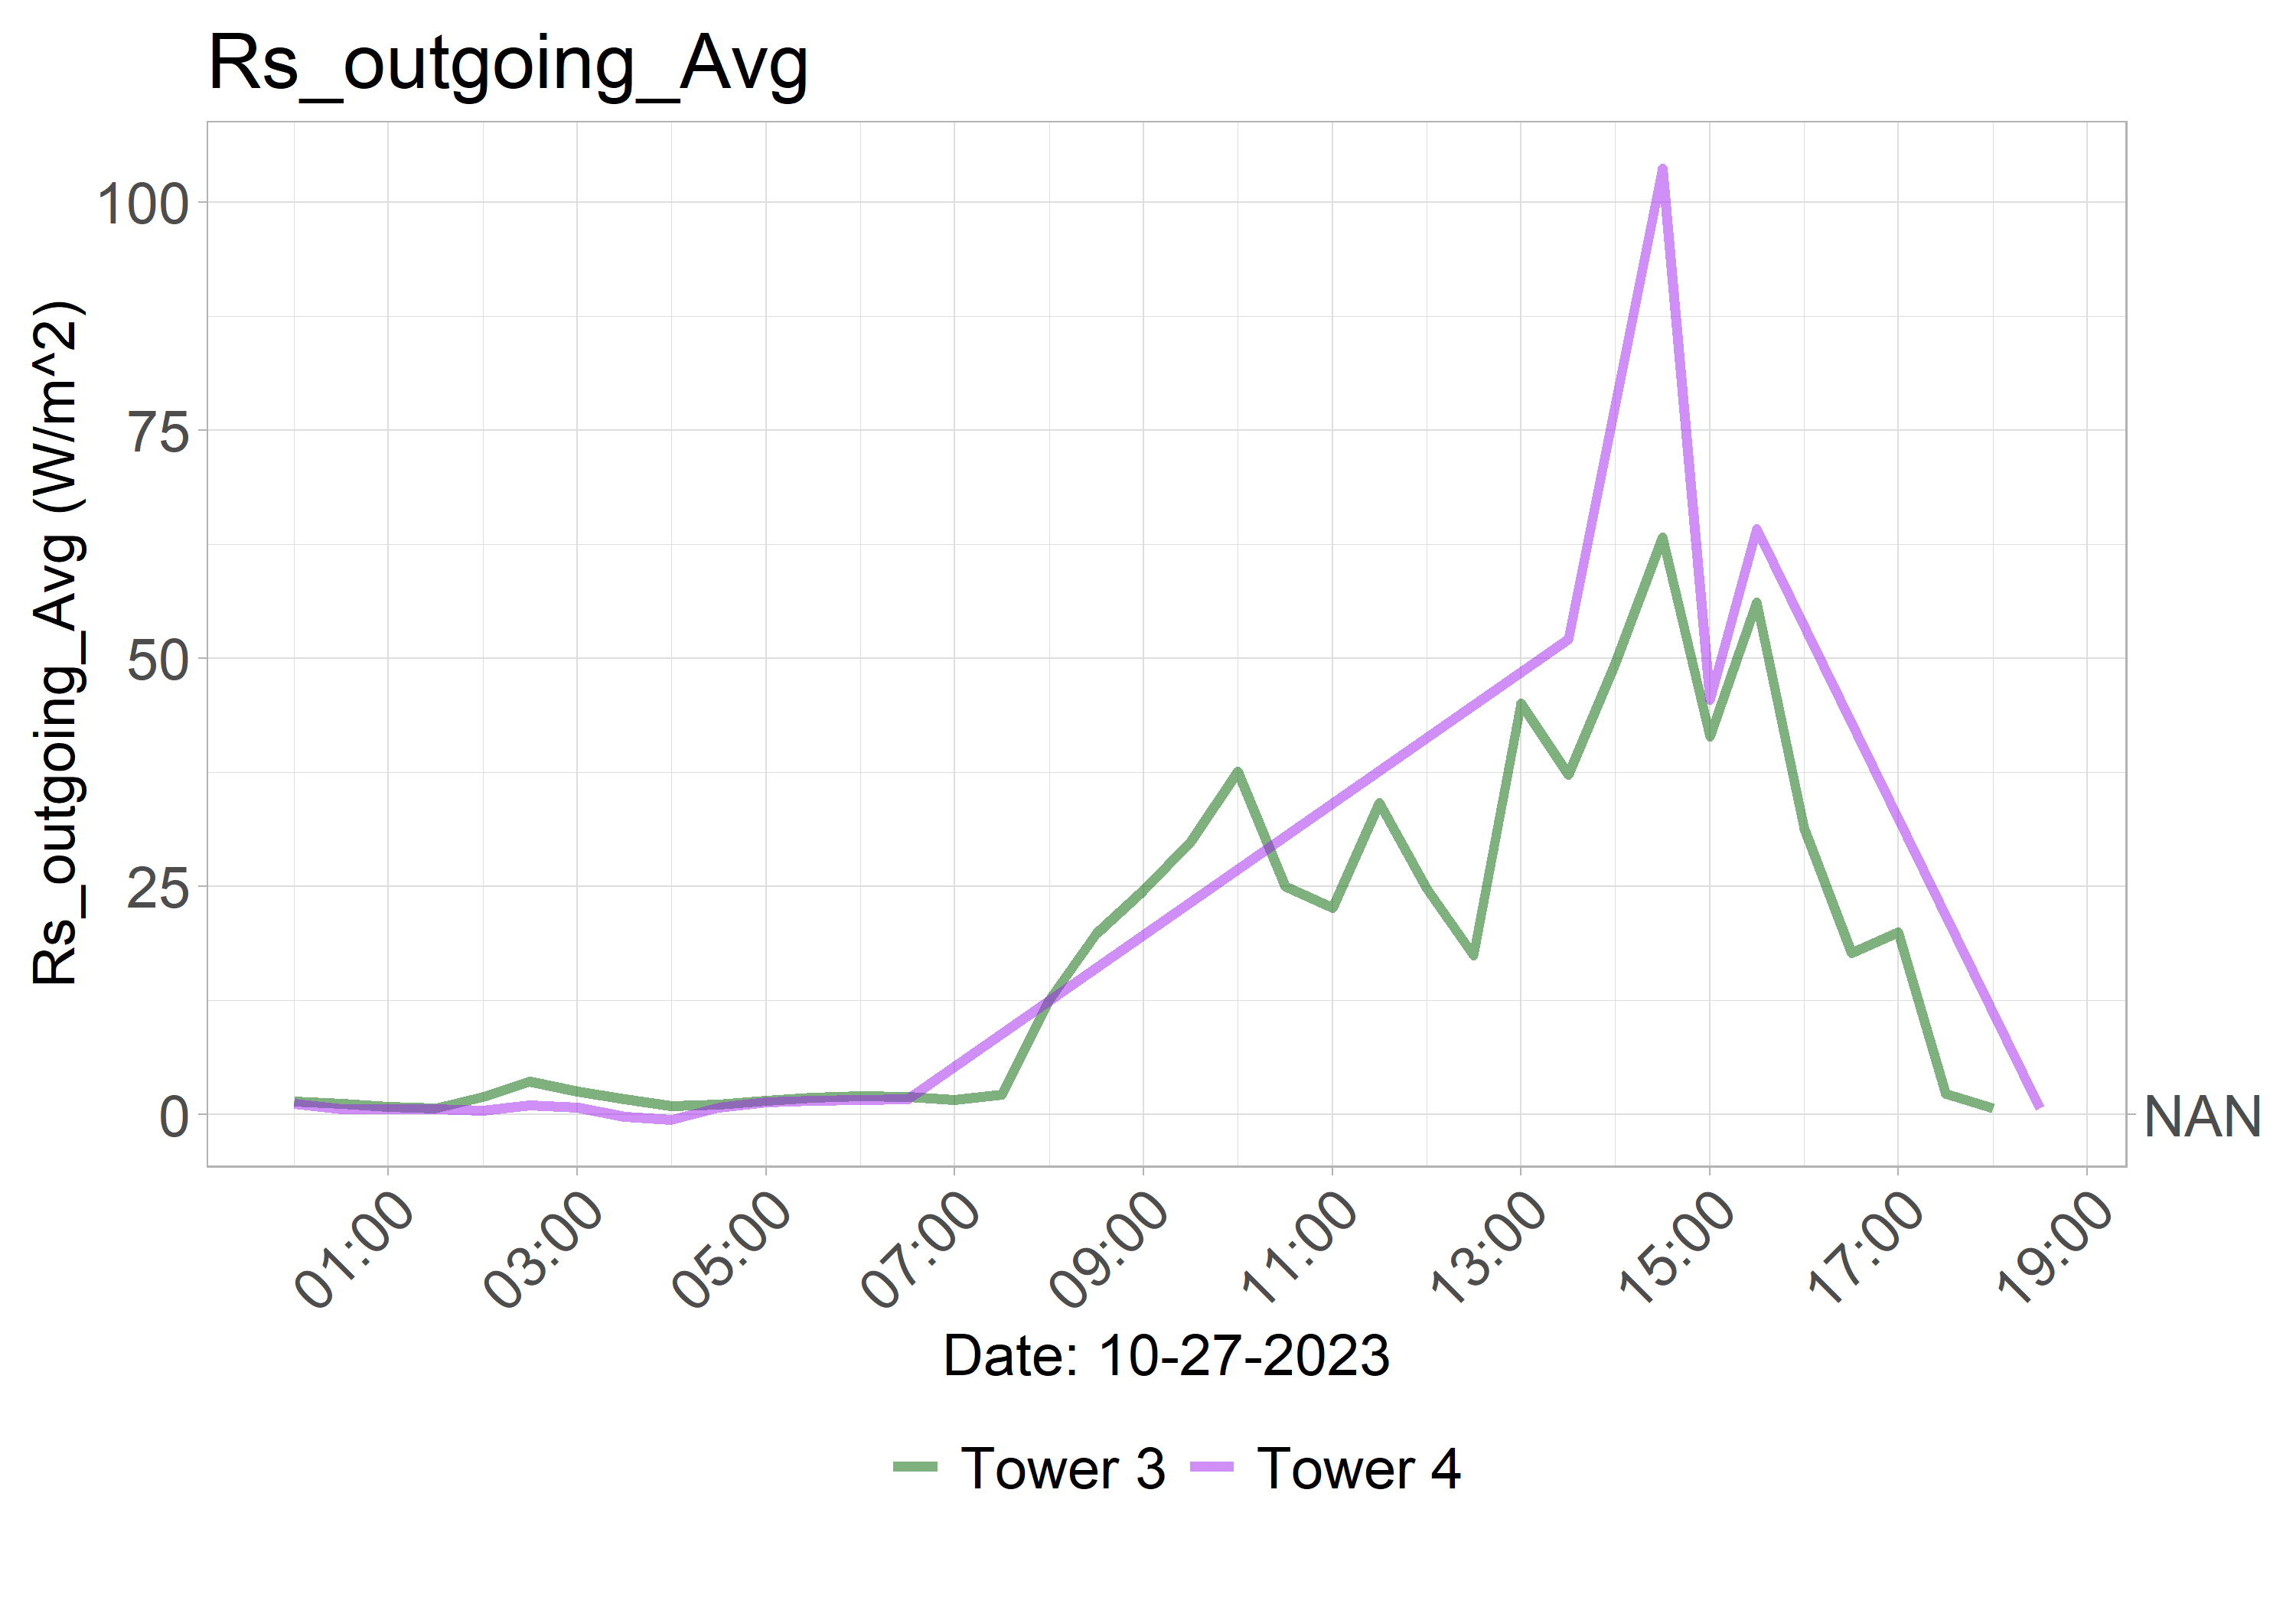 Rs_outgoing_Avg
Rs_outgoing_Avg (W/m^2)
100
75
50
25
0
NAN
01:00 03:00 05:00 07:00 09:00 11:00 13:00 15:00 17:00 19:00
Date: 10-27-2023
Tower 3 Tower 4